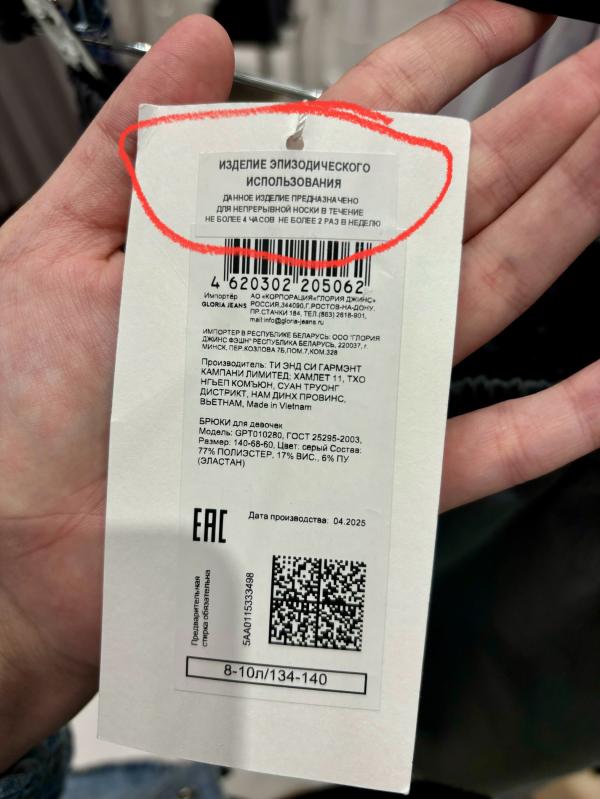 ИЗДЕЛИЕ ЭПИЗОДИЧЕСКОГО
ИСПОЛЬЗОВАНИЯ
ДАННОЕ ИЗДЕЛИЕ ПРЕДНАЗНАЧЕНО
ДЛЯ НЕПРЕРЫВНОЙ НОСКИ В ТЕЧЕНИЕ
НЕ БОЛЕЕ 4 ЧАСОВ НЕ БОЛЕЕ 2 РАЗ В НЕДЕЛЮ
4 620302 205062
Импортёр АО «КОРПОРАЦИЯ«ГЛОРИЯ ДЖИНС»
GLORIA JEANS РОССИЯ,344090,Г.РОСТОВ-НА-ДОНУ,
ПР.СТАЧКИ 184, ТЕЛ.(863) 2618-901,
mail:info@gloria-jeans.ru
ИМПОРТЕР В РЕСПУБЛИКЕ БЕЛАРУСЬ: ООО "ГЛОРИЯ
ДЖИНС ФЭШН" РЕСПУБЛИКА БЕЛАРУСЬ, 220037, г.
МИНСК, ПЕР.КОЗЛОВА 7Б,ПОМ.7,КОМ.328
Производитель: ТИ ЭНД СИ ГАРМЭНТ
КАМПАНИ ЛИМИТЕД; ХАМЛЕТ 11, ТХО
НГЬЕП КОМЪЮН, СУАН ТРУОНГ
ДИСТРИКТ, НАМ ДИНХ ПРОВИНС,
ВЬЕТНАМ, Made in Vietnam
БРЮКИ для девочек
Модель: GPT010280, ГОСТ 25295-2003,
Размер: 140-68-60, Цвет: серый Состав:
77% ПОЛИЭСТЕР, 17% ВИС., 6% ПУ
(ЭЛАСТАН)
EAC
Дата производства: 04.2025
Предварительная
стирка обязательна
5AA0115333498
8-10л/134-140